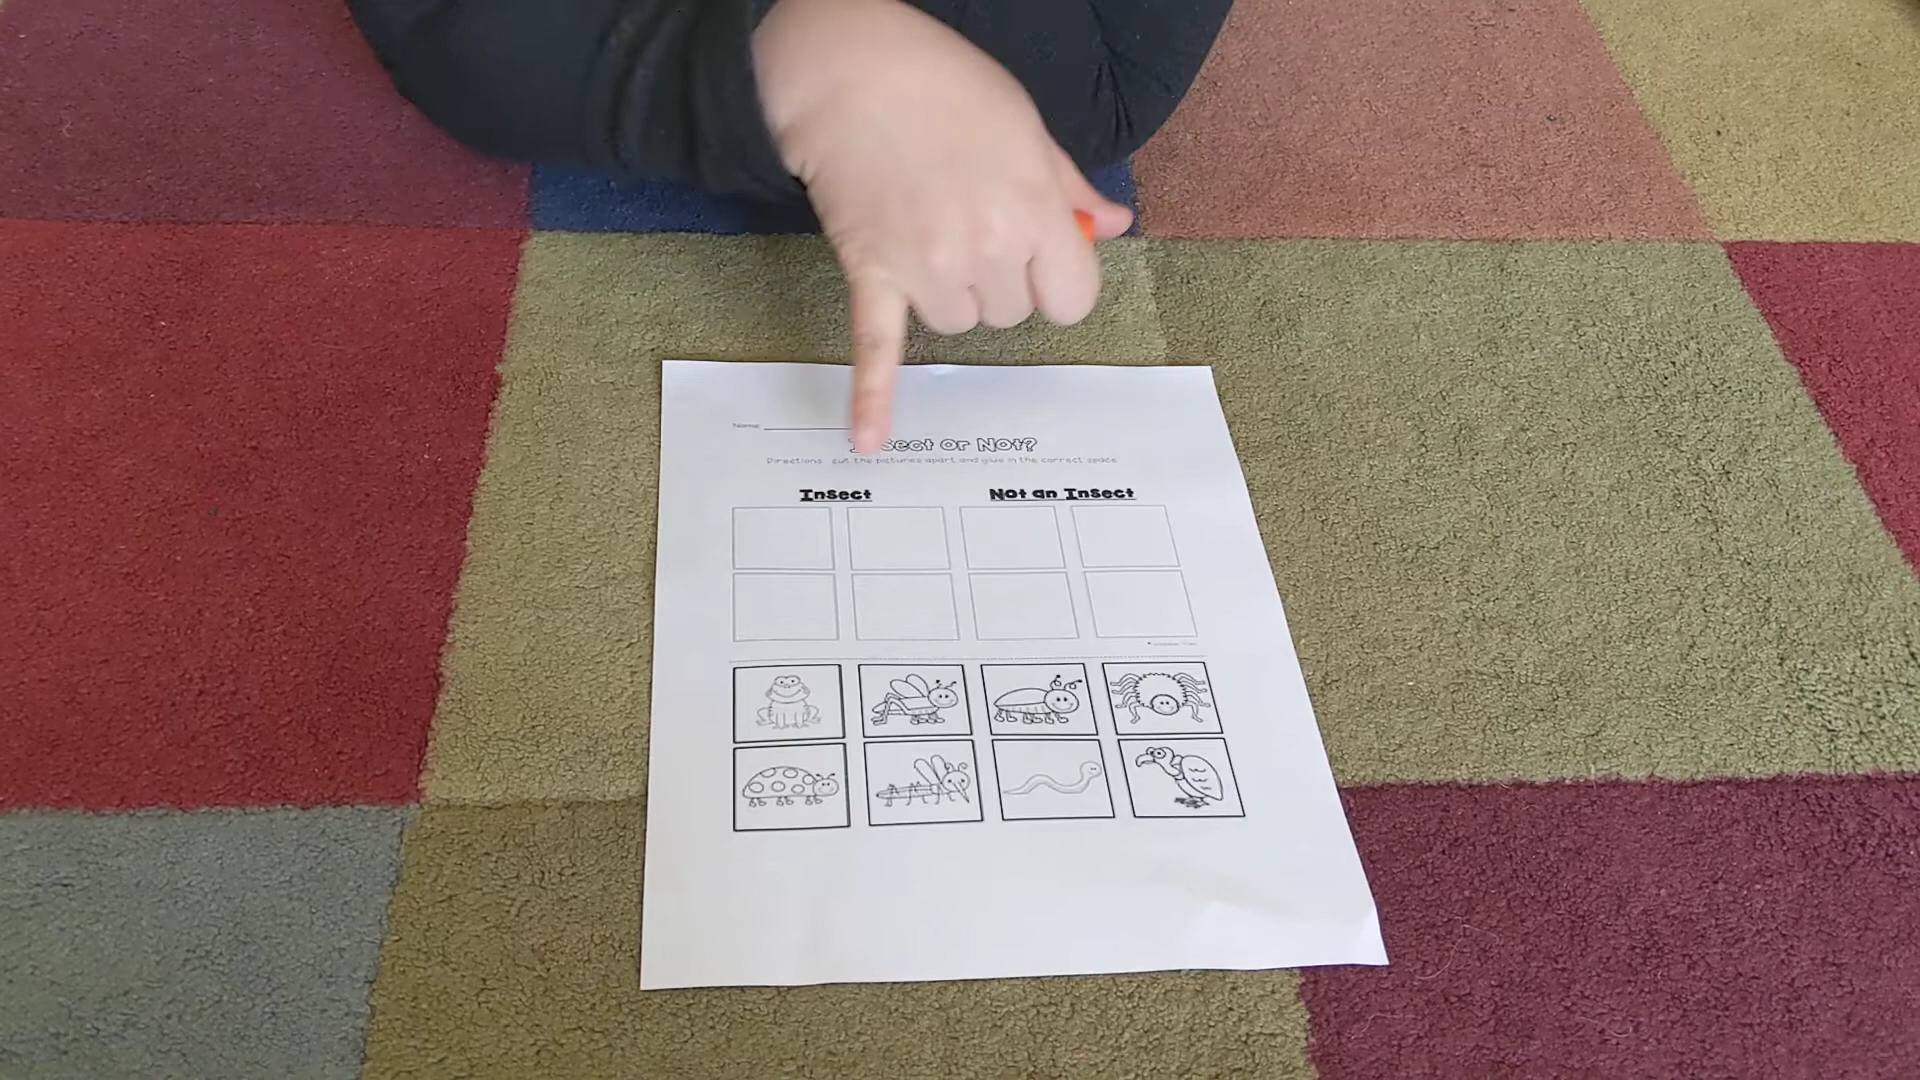 Name
Insect or Not?
Directions: cut the pictures apart and glue in the correct space
Insect
Not an Insect